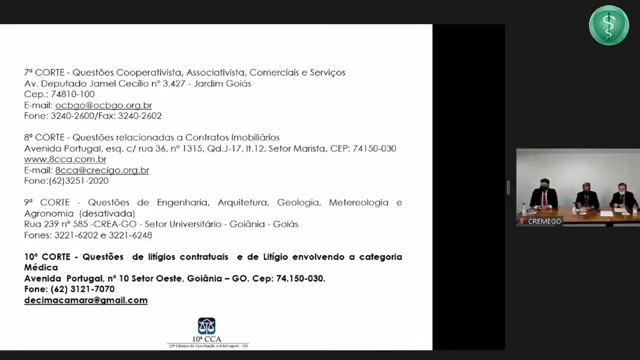 7ª CORTE - Questões Cooperativista, Associativista, Comerciais e Serviços
Av. Deputado Jamel Cecílio nº 3.427 - Jardim Goiás
Cep.: 74810-100
E-mail: ocbgo@ocbgo.org.br
Fone: 3240-2600/Fax: 3240-2602
8ª CORTE - Questões relacionadas a Contratos Imobiliários
Avenida Portugal, esq. c/ rua 36, nº 1315, Qd.J-17, lt.12, Setor Marista, CEP: 74150-030
www.8cca.com.br
E-mail: 8cca@crecigo.org.br
Fone:(62)3251-2020
9ª CORTE - Questões de Engenharia, Arquitetura, Geologia, Metereologia e
Agronomia (desativada)
Rua 239 nº 585 -CREA-GO - Setor Universitário - Goiânia - Goiás
Fones: 3221-6202 e 3221-6248
10ª CORTE - Questões de litígios contratuais e de Litígio envolvendo a categoria
Médica
Avenida Portugal, nº 10 Setor Oeste, Goiânia – GO. Cep: 74.150-030.
Fone: (62) 3121-7070
decimacamara@gmail.com
10ª CCA
10ª Câmara de Conciliação e Arbitragem - GO
CREMEGO